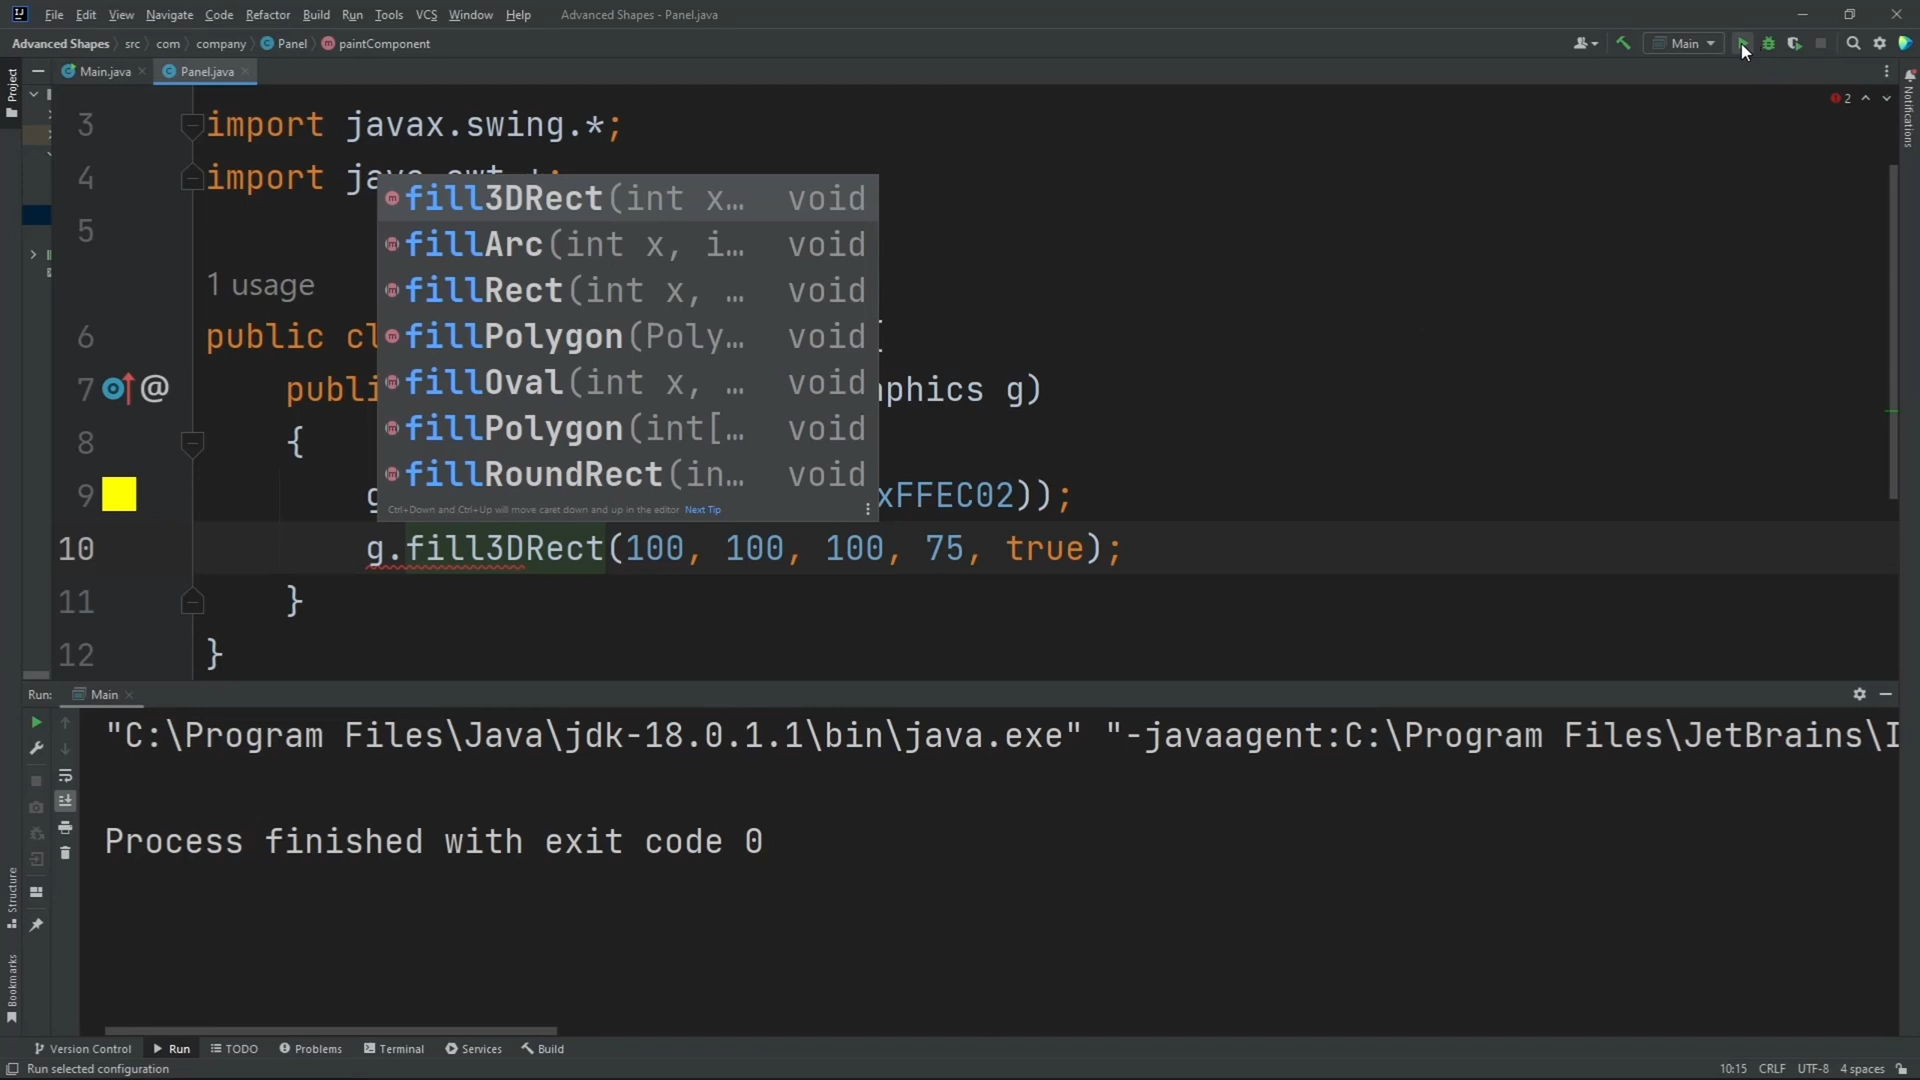 File Edit View Navigate Code Refactor Build Run Tools VCS Window Help Advanced Shapes - Panel.java
Advanced Shapes src com company Panel paintComponent Main
Project Main.java Panel.java Notifications
2
3 import javax.swing.*;
4 import java.awt.*;
5
1 usage
6 public cl {
7 @ publi phics g)
8 {
9 g xFFEC02));
fill3DRect(int x… void
fillArc(int x, i… void
fillRect(int x, … void
fillPolygon(Poly… void
fillOval(int x, … void
fillPolygon(int[… void
fillRoundRect(in… void
Ctrl+Down and Ctrl+Up will move caret down and up in the editor Next Tip
10 g.fill3DRect(100, 100, 100, 75, true);
11 }
12 }
Run: Main
"C:\Program Files\Java\jdk-18.0.1.1\bin\java.exe" "-javaagent:C:\Program Files\JetBrains\I
Process finished with exit code 0
Structure
Bookmarks
Version Control Run TODO Problems Terminal Services Build
Run selected configuration 10:15 CRLF UTF-8 4 spaces